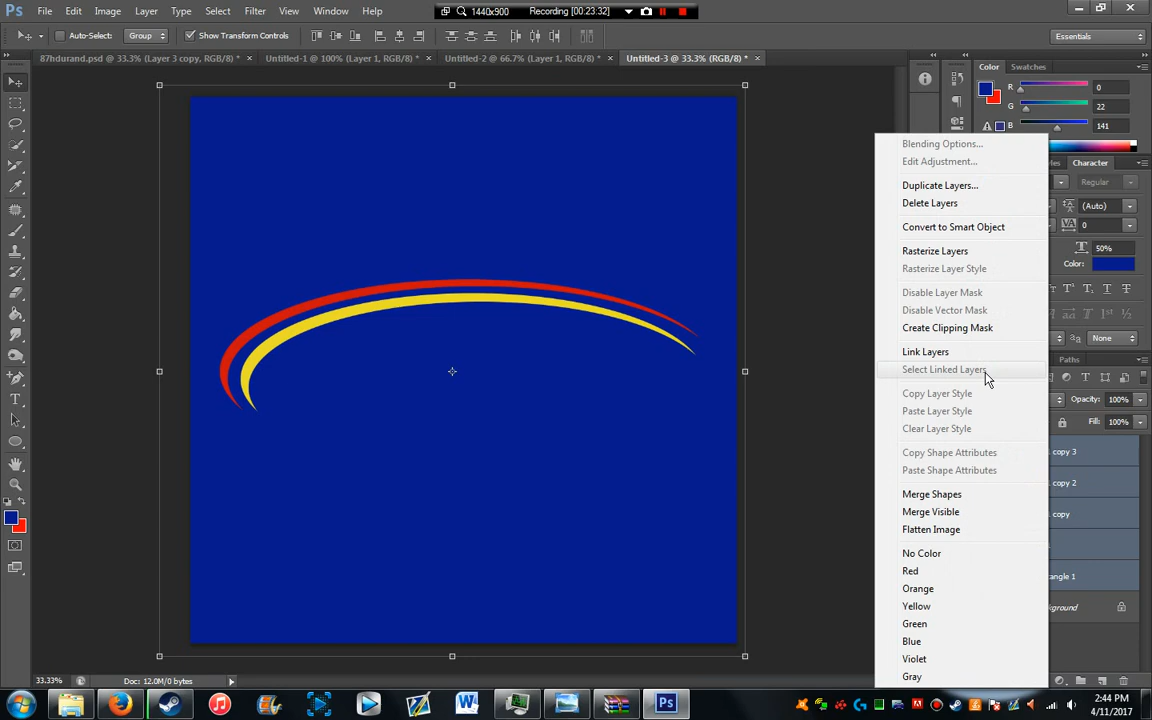 Ps File Edit Image Layer Type Select Filter View Window Help
1440x900 Recording [00:23:32]
Auto-Select: Group Show Transform Controls Essentials
87hdurand.psd @ 33.3% (Layer 3 copy, RGB/8) * × Untitled-1 @ 100% (Layer 1, RGB/8) * × Untitled-2 @ 66.7% (Layer 1, RGB/8) * × Untitled-3 @ 33.3% (RGB/8) * ×
Color Swatches
R 0
G 22
B 141
Character
Regular
(Auto)
VA 0
T 50%
Color:
None
Paths
Opacity: 100%
Fill: 100%
copy 3
copy 2
copy
angle 1
kground
Blending Options...
Edit Adjustment...
Duplicate Layers...
Delete Layers
Convert to Smart Object
Rasterize Layers
Rasterize Layer Style
Disable Layer Mask
Disable Vector Mask
Create Clipping Mask
Link Layers
Select Linked Layers
Copy Layer Style
Paste Layer Style
Clear Layer Style
Copy Shape Attributes
Paste Shape Attributes
Merge Shapes
Merge Visible
Flatten Image
No Color
Red
Orange
Yellow
Green
Blue
Violet
Gray
33.33% Doc: 12.0M/0 bytes
Ps
2:44 PM
4/11/2017